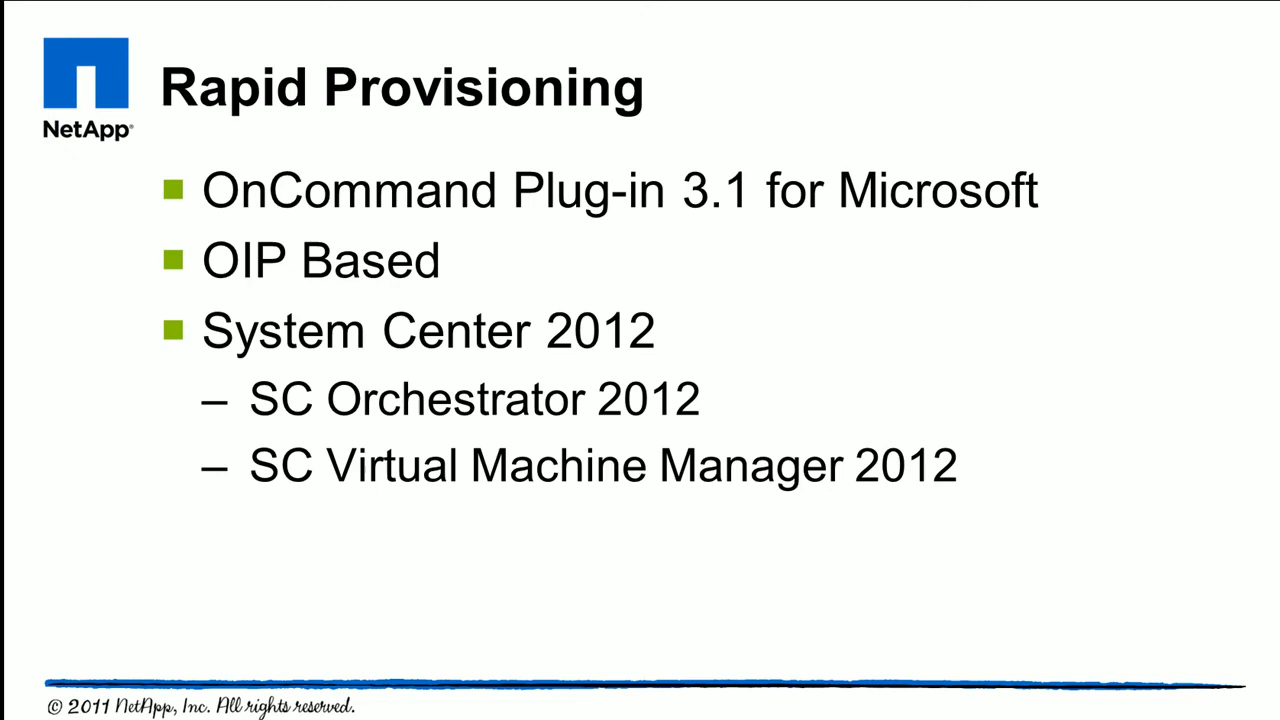 NetApp®
Rapid Provisioning
OnCommand Plug-in 3.1 for Microsoft
OIP Based
System Center 2012
– SC Orchestrator 2012
– SC Virtual Machine Manager 2012
© 2011 NetApp, Inc. All rights reserved.